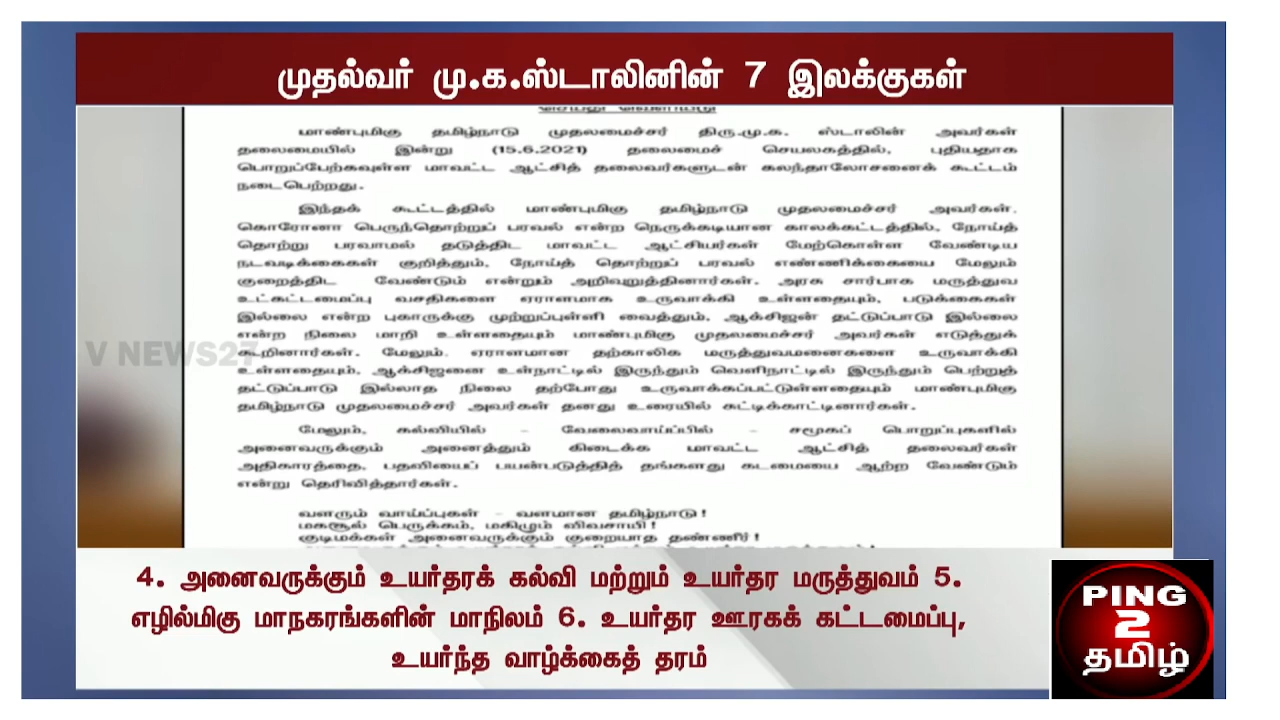 முதல்வர் மு.க.ஸ்டாலினின் 7 இலக்குகள்
செய்தி வெளியீடு
மாண்புமிகு தமிழ்நாடு முதலமைச்சர் திரு.மு.க. ஸ்டாலின் அவர்கள்
தலைமையில் இன்று (15.6.2021) தலைமைச் செயலகத்தில், புதியதாக
பொறுப்பேற்கவுள்ள மாவட்ட ஆட்சித் தலைவர்களுடன் கலந்தாலோசனைக் கூட்டம்
நடைபெற்றது.
இந்தக் கூட்டத்தில் மாண்புமிகு தமிழ்நாடு முதலமைச்சர் அவர்கள்,
கொரோனா பெருந்தொற்றுப் பரவல் என்ற நெருக்கடியான காலக்கட்டத்தில், நோய்த்
தொற்று பரவாமல் தடுத்திட மாவட்ட ஆட்சியர்கள் மேற்கொள்ள வேண்டிய
நடவடிக்கைகள் குறித்தும், நோய்த் தொற்றுப் பரவல் எண்ணிக்கையை மேலும்
குறைத்திட வேண்டும் என்றும் அறிவுறுத்தினார்கள். அரசு சார்பாக மருத்துவ
உட்கட்டமைப்பு வசதிகளை ஏராளமாக உருவாக்கி உள்ளதையும், படுக்கைகள்
இல்லை என்ற புகாருக்கு முற்றுப்புள்ளி வைத்தும், ஆக்சிஜன் தட்டுப்பாடு இல்லை
என்ற நிலை மாறி உள்ளதையும் மாண்புமிகு முதலமைச்சர் அவர்கள் எடுத்துக்
கூறினார்கள். மேலும், ஏராளமான தற்காலிக மருத்துவமனைகளை உருவாக்கி
உள்ளதையும், ஆக்சிஜனை உள்நாட்டில் இருந்தும் வெளிநாட்டில் இருந்தும் பெற்றுத்
தட்டுப்பாடு இல்லாத நிலை தற்போது உருவாக்கப்பட்டுள்ளதையும் மாண்புமிகு
தமிழ்நாடு முதலமைச்சர் அவர்கள் தனது உரையில் சுட்டிக்காட்டினார்கள்.
மேலும், கல்வியில் – வேலைவாய்ப்பில் – சமூகப் பொறுப்புகளில்
அனைவருக்கும் அனைத்தும் கிடைக்க மாவட்ட ஆட்சித் தலைவர்கள்
அதிகாரத்தை, பதவியைப் பயன்படுத்தித் தங்களது கடமையை ஆற்ற வேண்டும்
என்று தெரிவித்தார்கள்.
வளரும் வாய்ப்புகள் – வளமான தமிழ்நாடு!
மகசூல் பெருக்கம், மகிழும் விவசாயி!
குடிமக்கள் அனைவருக்கும் குறையாத தண்ணீர்!
V NEWS27
4. அனைவருக்கும் உயர்தரக் கல்வி மற்றும் உயர்தர மருத்துவம் 5.
எழில்மிகு மாநகரங்களின் மாநிலம் 6. உயர்தர ஊரகக் கட்டமைப்பு,
உயர்ந்த வாழ்க்கைத் தரம்
PING
2
தமிழ்